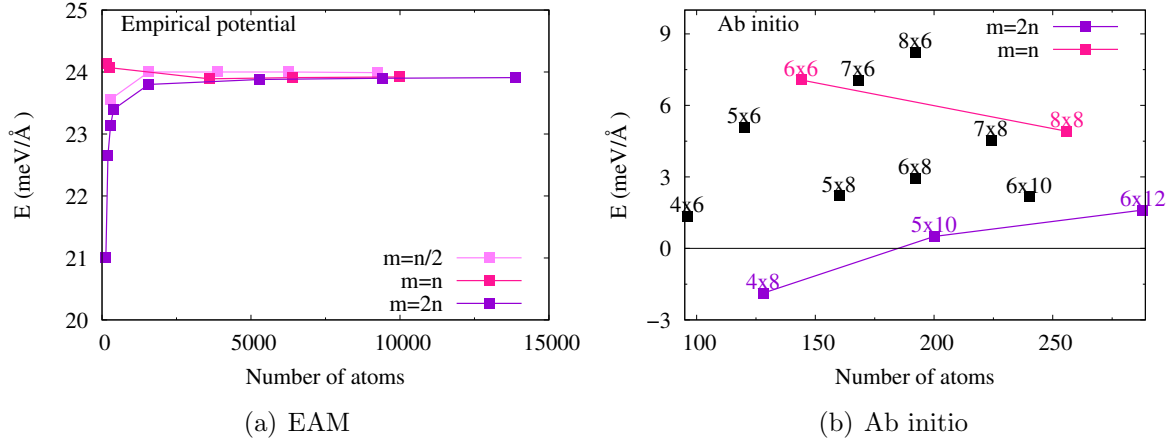 Empirical potential
25
24
23
22
21
20
E (meV/Å)
m=n/2
m=n
m=2n
0
5000
10000
15000
Number of atoms
(a) EAM
Ab initio
m=2n
m=n
9
6
3
0
−3
E (meV/Å)
8x6
6x6
7x6
5x6
8x8
7x8
6x8
5x8
6x10
4x6
6x12
5x10
4x8
100
150
200
250
Number of atoms
(b) Ab initio